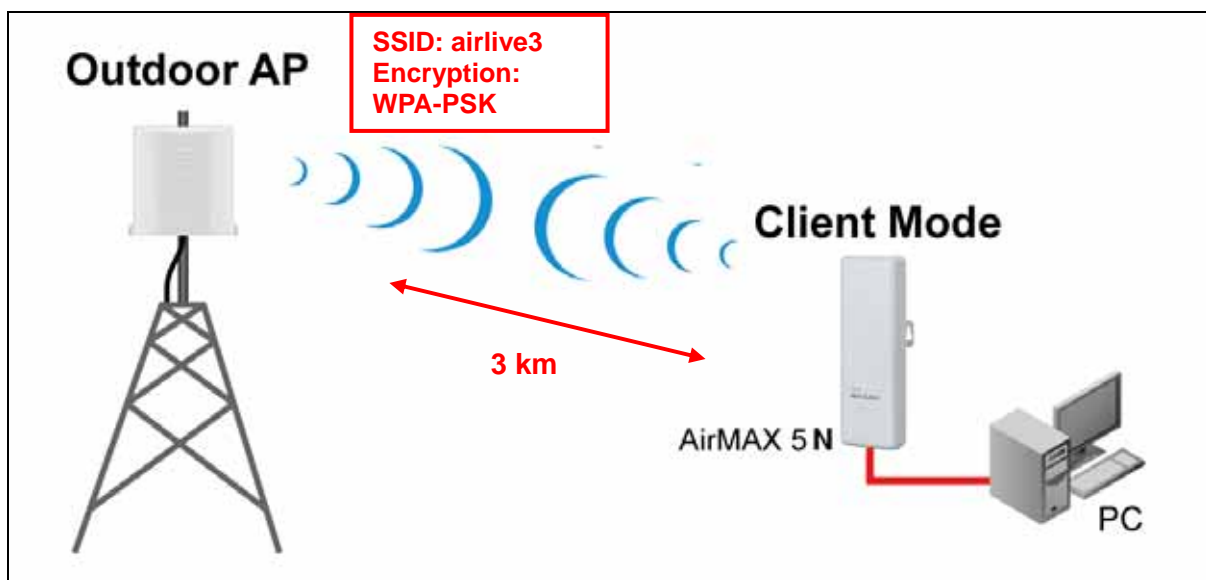 SSID: airlive3
Encryption:
WPA-PSK
Outdoor AP
Client Mode
3 km
AirMAX 5 N
PC